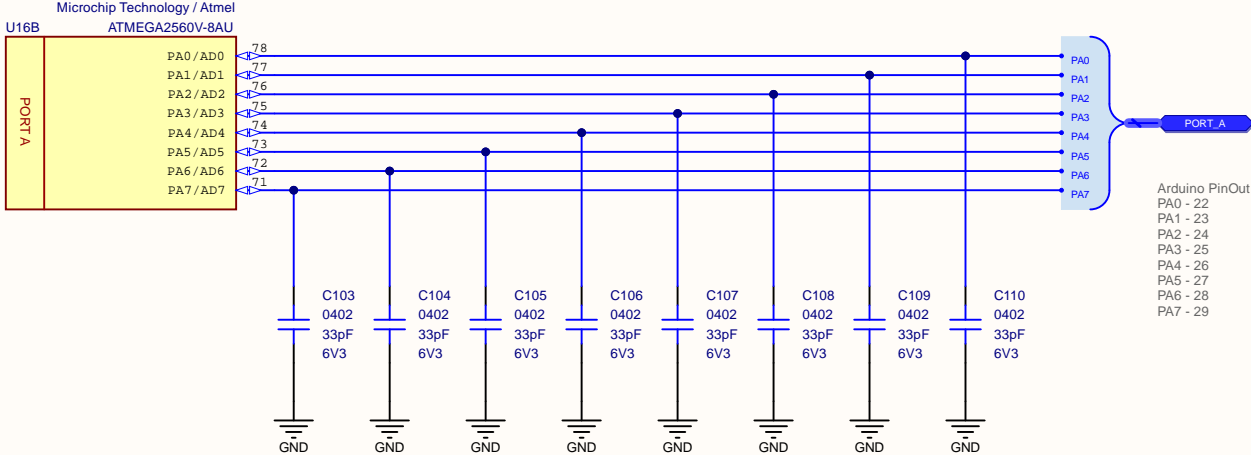 Microchip Technology / Atmel
U16B
ATMEGA2560V-8AU
PORT A
PA0/AD0 78
PA1/AD1 77
PA2/AD2 76
PA3/AD3 75
PA4/AD4 74
PA5/AD5 73
PA6/AD6 72
PA7/AD7 71
PA0
PA1
PA2
PA3
PA4
PA5
PA6
PA7
PORT_A
Arduino PinOut
PA0 - 22
PA1 - 23
PA2 - 24
PA3 - 25
PA4 - 26
PA5 - 27
PA6 - 28
PA7 - 29
C103
0402
33pF
6V3
C104
0402
33pF
6V3
C105
0402
33pF
6V3
C106
0402
33pF
6V3
C107
0402
33pF
6V3
C108
0402
33pF
6V3
C109
0402
33pF
6V3
C110
0402
33pF
6V3
GND
GND
GND
GND
GND
GND
GND
GND